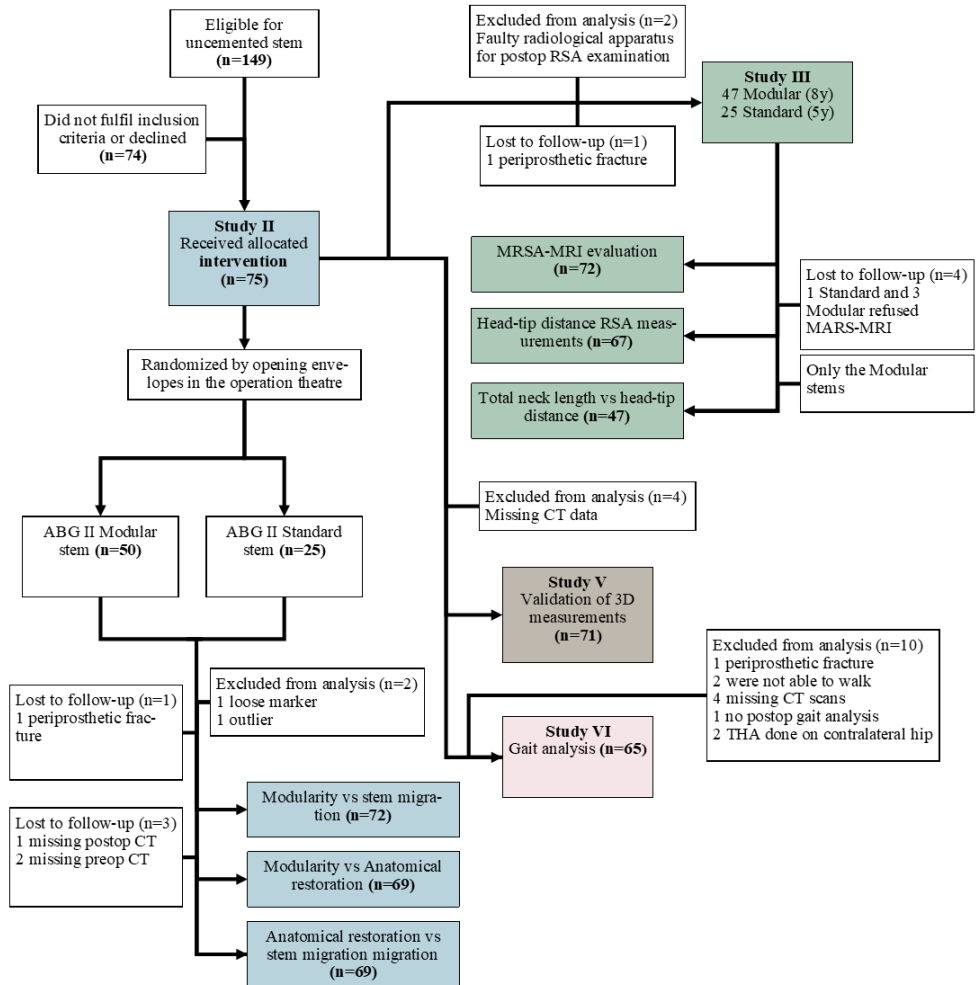 Eligible for
uncemented stem
(n=149)
Did not fulfil inclusion
criteria or declined
(n=74)
Study II
Received allocated
intervention
(n=75)
Randomized by opening enve-
lopes in the operation theatre
ABG II Modular
stem (n=50)
ABG II Standard
stem (n=25)
Lost to follow-up (n=1)
1 periprosthetic frac-
ture
Excluded from analysis (n=2)
1 loose marker
1 outlier
Lost to follow-up (n=3)
1 missing postop CT
2 missing preop CT
Modularity vs stem migra-
tion (n=72)
Modularity vs Anatomical
restoration (n=69)
Anatomical restoration vs
stem migration migration
(n=69)
Excluded from analysis (n=2)
Faulty radiological apparatus
for postop RSA examination
Lost to follow-up (n=1)
1 periprosthetic fracture
Study III
47 Modular (8y)
25 Standard (5y)
MRSA-MRI evaluation
(n=72)
Head-tip distance RSA meas-
urements (n=67)
Total neck length vs head-tip
distance (n=47)
Lost to follow-up (n=4)
1 Standard and 3
Modular refused
MARS-MRI
Only the Modular
stems
Excluded from analysis (n=4)
Missing CT data
Study V
Validation of 3D
measurements
(n=71)
Excluded from analysis (n=10)
1 periprosthetic fracture
2 were not able to walk
4 missing CT scans
1 no postop gait analysis
2 THA done on contralateral hip
Study VI
Gait analysis (n=65)